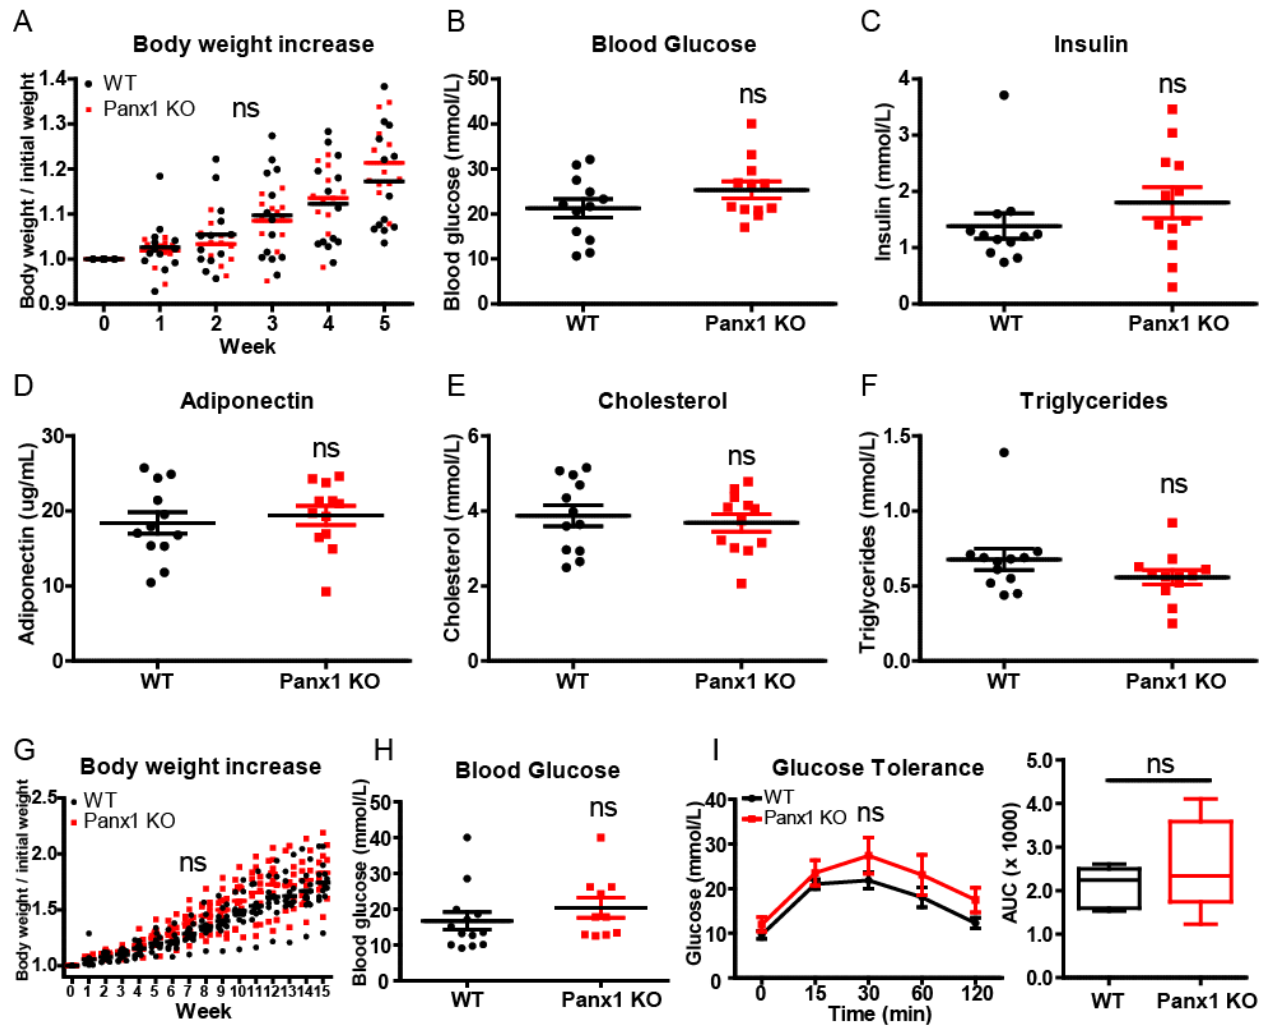 A
Body weight increase
Body weight / initial weight
1.4
1.3
1.2
1.1
1.0
0.9
WT
Panx1 KO
ns
0 1 2 3 4 5
Week
B
Blood Glucose
Blood glucose (mmol/L)
50
40
30
20
10
0
ns
WT Panx1 KO
C
Insulin
Insulin (mmol/L)
4
3
2
1
0
ns
WT Panx1 KO
D
Adiponectin
Adiponectin (ug/mL)
30
20
10
0
ns
WT Panx1 KO
E
Cholesterol
Cholesterol (mmol/L)
6
4
2
0
ns
WT Panx1 KO
F
Triglycerides
Triglycerides (mmol/L)
1.5
1.0
0.5
0.0
ns
WT Panx1 KO
G
Body weight increase
Body weight / initial weight
2.5
2.0
1.5
1.0
WT
Panx1 KO
ns
0 1 2 3 4 5 6 7 8 9 10 11 12 13 14 15
Week
H
Blood Glucose
Blood glucose (mmol/L)
50
40
30
20
10
0
ns
WT Panx1 KO
I
Glucose Tolerance
Glucose (mmol/L)
40
30
20
10
0
WT
Panx1 KO
ns
0 15 30 60 120
Time (min)
AUC (x 1000)
5.0
4.0
3.0
2.0
1.0
0.0
ns
WT Panx1 KO